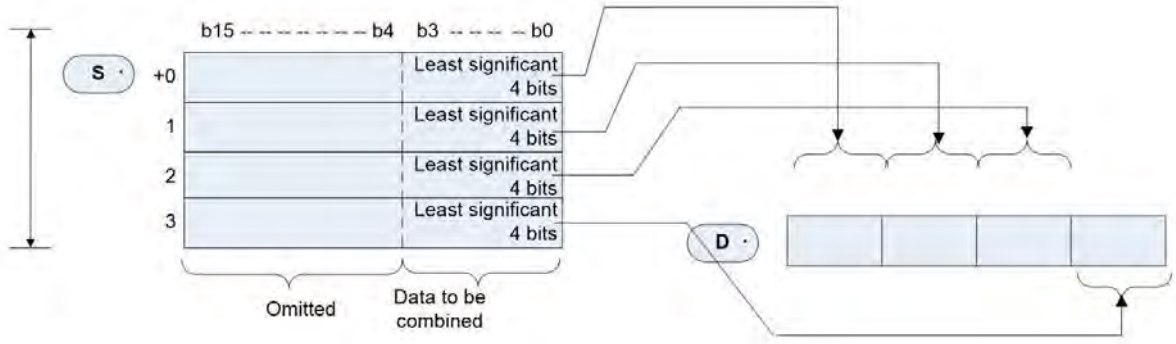 b15 -- -- -- -- -- -- -- -- b4 b3 -- -- -- -- b0
S ·
+0
Least significant
4 bits
1
Least significant
4 bits
2
Least significant
4 bits
3
Least significant
4 bits
D ·
Omitted
Data to be
combined